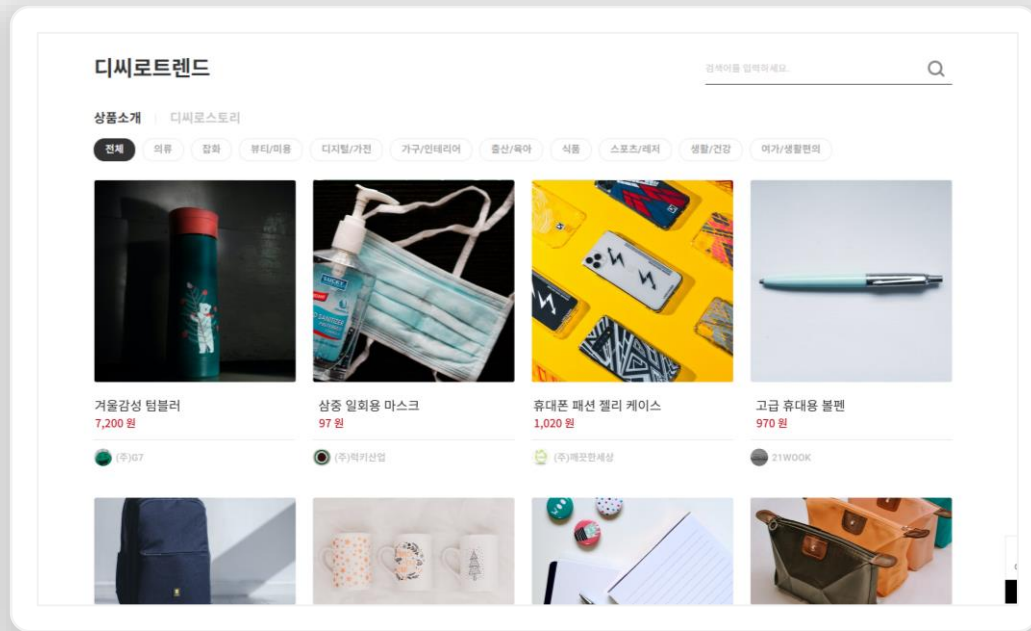 디씨로트렌드
검색어를 입력하세요.
상품소개 디씨로스토리
전체 의류 잡화 뷰티/미용 디지털/가전 가구/인테리어 출산/육아 식품 스포츠/레저 생활/건강 여가/생활편의
SMART
SANITIZER
겨울감성 텀블러
7,200 원
삼중 일회용 마스크
97 원
휴대폰 패션 젤리 케이스
1,020 원
고급 휴대용 볼펜
970 원
(주)G7
(주)럭키산업
(주)깨끗한세상
21WOOK